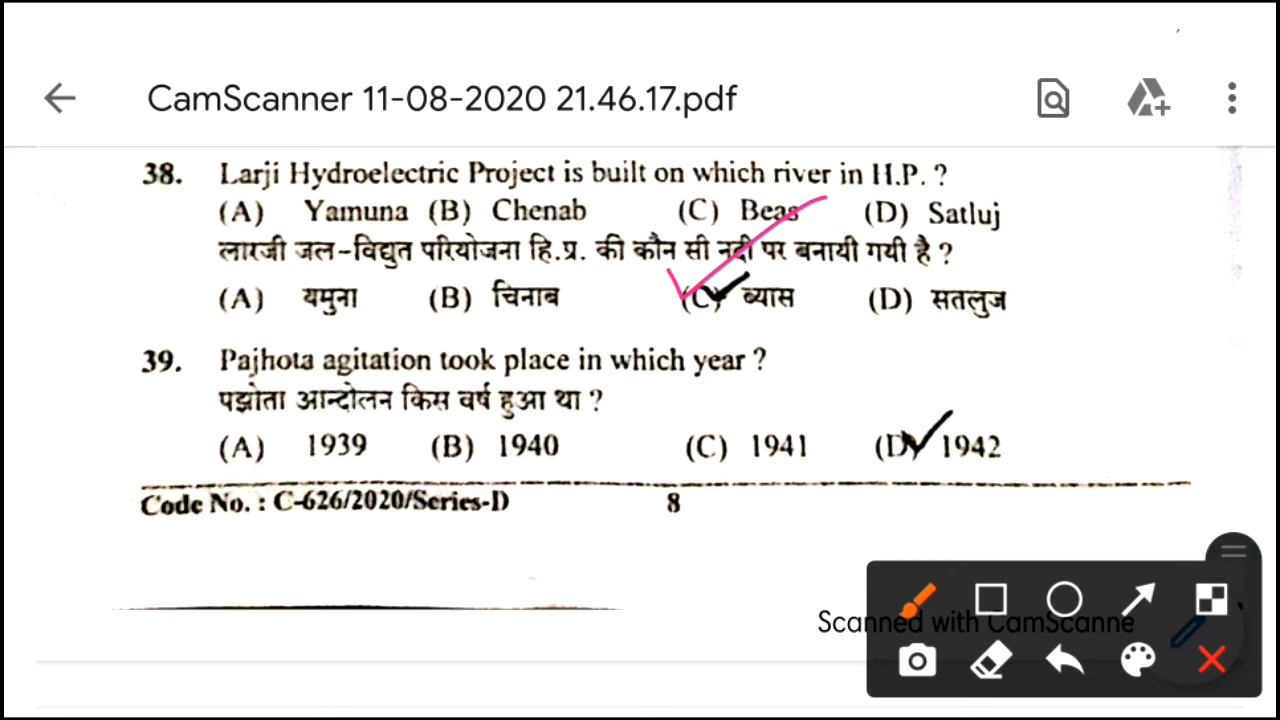 CamScanner 11-08-2020 21.46.17.pdf
38. Larji Hydroelectric Project is built on which river in H.P. ?
(A) Yamuna (B) Chenab (C) Beas (D) Satluj
लारजी जल-विद्युत परियोजना हि.प्र. की कौन सी नदी पर बनायी गयी है ?
(A) यमुना (B) चिनाब (C) ब्यास (D) सतलुज
39. Pajhota agitation took place in which year ?
पझोता आन्दोलन किस वर्ष हुआ था ?
(A) 1939 (B) 1940 (C) 1941 (D) 1942
Code No. : C-626/2020/Series-D 8
Scanned with CamScanne